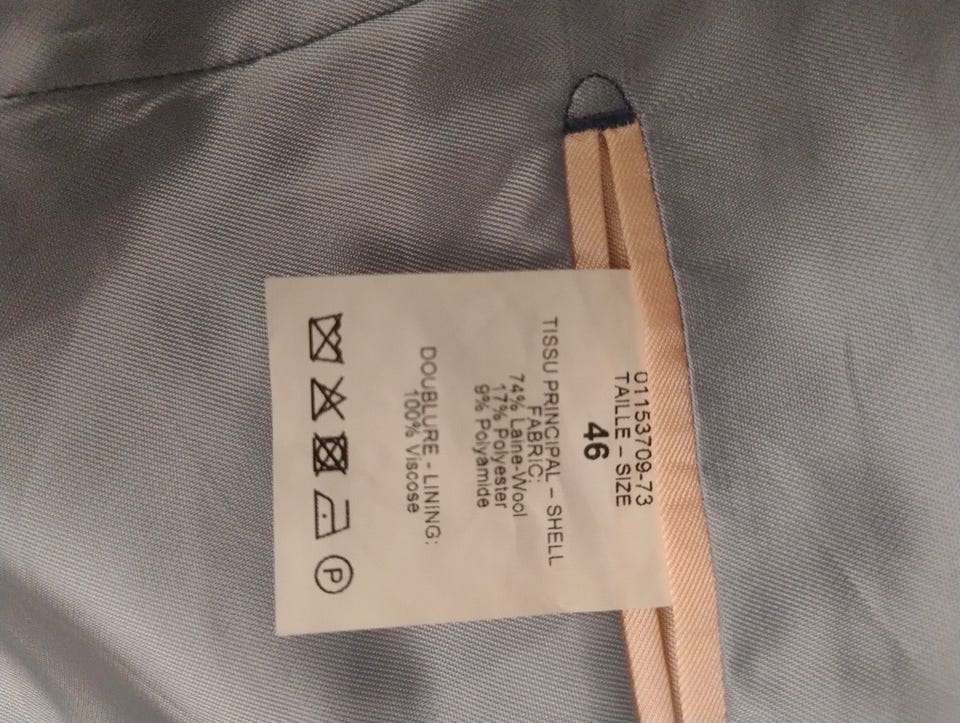 01153709-73
TAILLE – SIZE
46
TISSU PRINCIPAL – SHELL
FABRIC:
74% Laine-Wool
17% Polyester
9% Polyamide
DOUBLURE - LINING:
100% Viscose
P